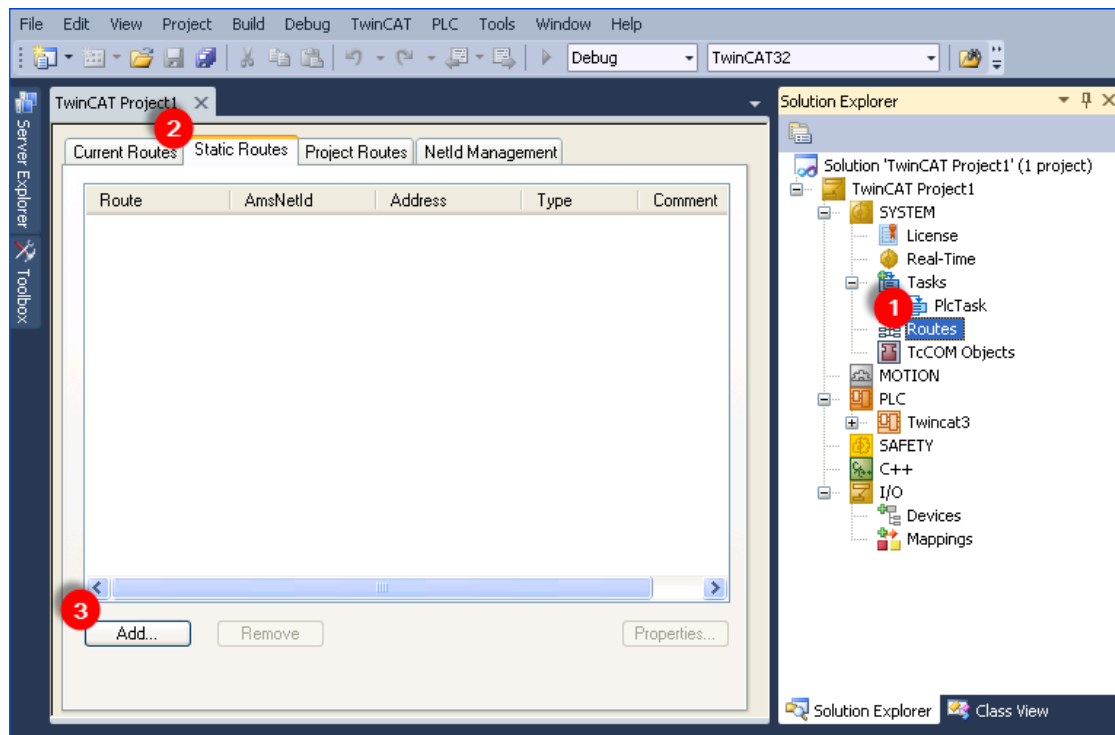 File Edit View Project Build Debug TwinCAT PLC Tools Window Help
Debug TwinCAT32
Server Explorer
Toolbox
TwinCAT Project1
2
Current Routes Static Routes Project Routes NetId Management
Route AmsNetId Address Type Comment
3
Add... Remove Properties...
Solution Explorer
Solution 'TwinCAT Project1' (1 project)
TwinCAT Project1
SYSTEM
License
Real-Time
Tasks
1 PlcTask
Routes
TcCOM Objects
MOTION
PLC
Twincat3
SAFETY
C++
I/O
Devices
Mappings
Solution Explorer Class View